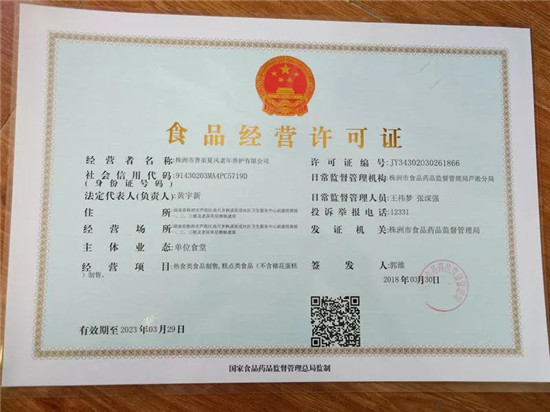 食品经营许可证
经营者名称:株洲市普亲夏风老年养护有限公司
社会信用代码:91430203MA4PC5719D
(身份证号码)
法定代表人(负责人):黄宇新
住所:
经营场所:
主体业态:单位食堂
经营项目:热食类食品制售,糕点类食品(不含裱花蛋糕
)制售。
有效期至2023年03月29日
许可证编号:JY34302030261866
日常监督管理机构:株洲市食品药品监督管理局芦淞分局
日常监督管理人员:王祎梦 张深强
投诉举报电话:12331
发证机关:株洲市食品药品监督管理局
签发人:郭维
2018年03月30日
国家食品药品监督管理总局监制